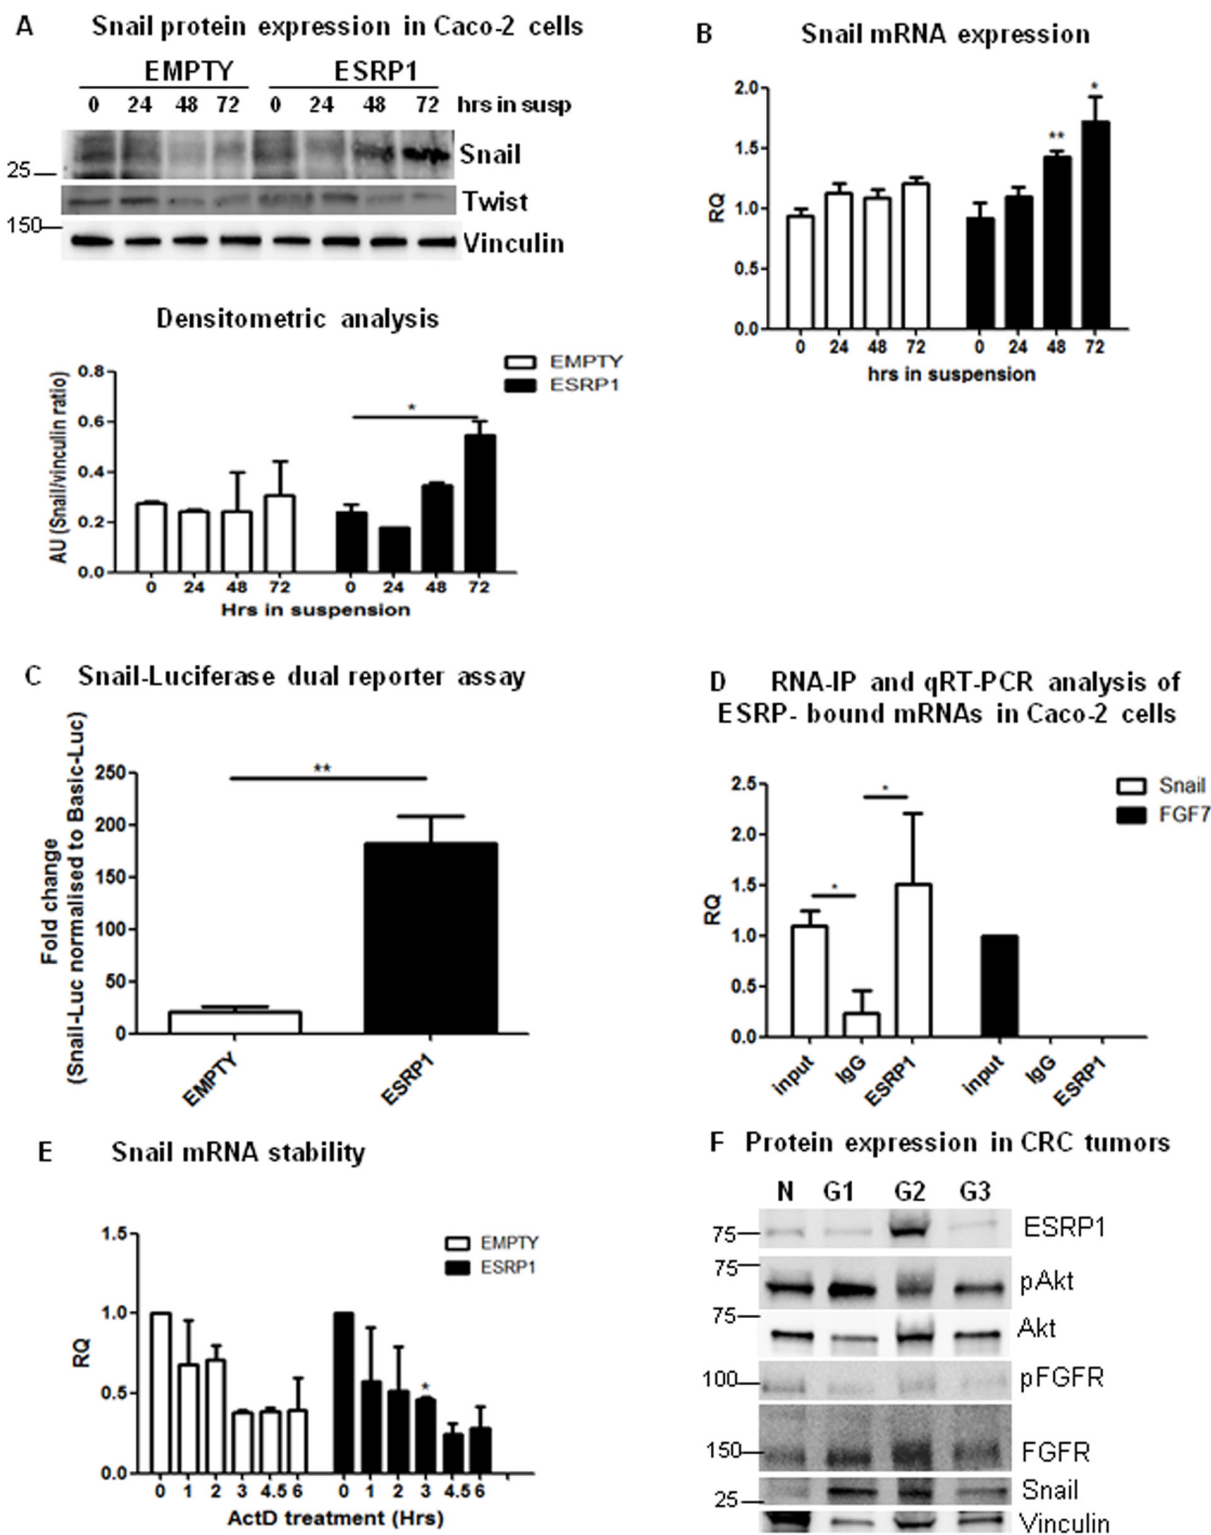 A Snail protein expression in Caco-2 cells
EMPTY ESRP1
0 24 48 72 0 24 48 72 hrs in susp
Snail
25
Twist
150
Vinculin
Densitometric analysis
EMPTY
ESRP1
AU (Snail/vinculin ratio)
0.8
0.6
0.4
0.2
0.0
*
0 24 48 72 0 24 48 72
Hrs in suspension
B Snail mRNA expression
RQ
2.0
1.5
1.0
0.5
0.0
** *
0 24 48 72 0 24 48 72
hrs in suspension
C Snail-Luciferase dual reporter assay
Fold change
(Snail-Luc normalised to Basic-Luc)
250
200
150
100
50
0
**
EMPTY ESRP1
D RNA-IP and qRT-PCR analysis of
ESRP- bound mRNAs in Caco-2 cells
Snail
FGF7
RQ
2.5
2.0
1.5
1.0
0.5
0.0
* *
input IgG ESRP1 input IgG ESRP1
E Snail mRNA stability
EMPTY
ESRP1
RQ
1.5
1.0
0.5
0.0
*
0 1 2 3 4.5 6 0 1 2 3 4.5 6
ActD treatment (Hrs)
F Protein expression in CRC tumors
N G1 G2 G3
75 ESRP1
75 pAkt
75 Akt
100 pFGFR
150 FGFR
Snail
25
Vinculin